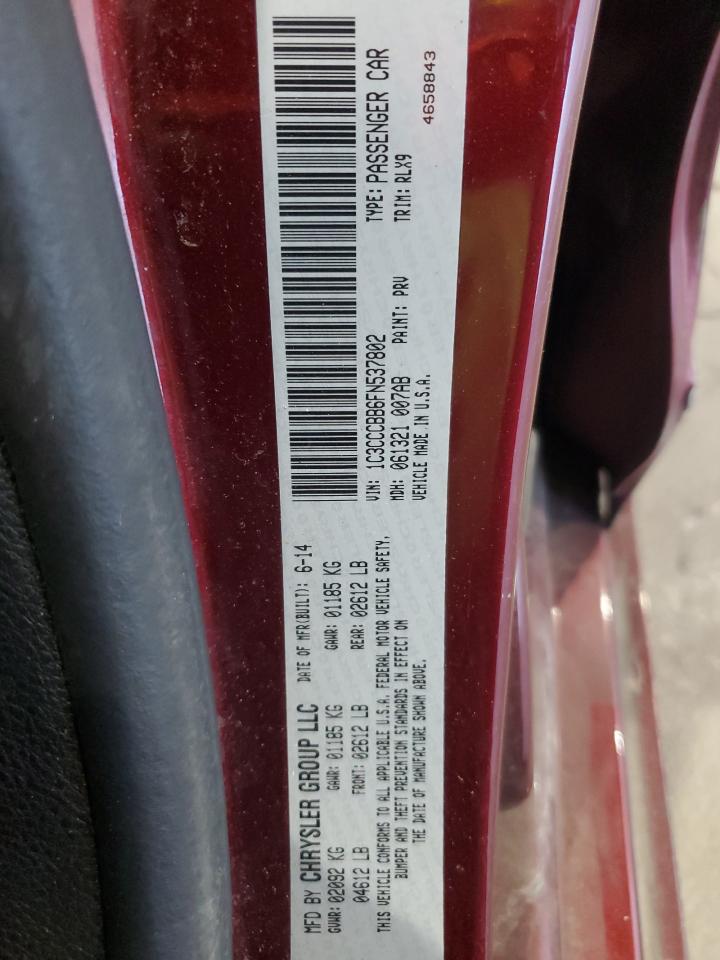 MFD BY CHRYSLER GROUP LLC DATE OF MFR(BUILT): 6-14
GVWR: 02092 KG GAWR: 01185 KG GAWR: 01185 KG
04612 LB FRONT: 02612 LB REAR: 02612 LB
THIS VEHICLE CONFORMS TO ALL APPLICABLE U.S.A. FEDERAL MOTOR VEHICLE SAFETY,
BUMPER AND THEFT PREVENTION STANDARDS IN EFFECT ON
THE DATE OF MANUFACTURE SHOWN ABOVE.
VIN: 1C3CCCBB6FN537802 TYPE: PASSENGER CAR
MDH: 061321 007AB PAINT: PRV TRIM: RLX9
VEHICLE MADE IN U.S.A.
4658843